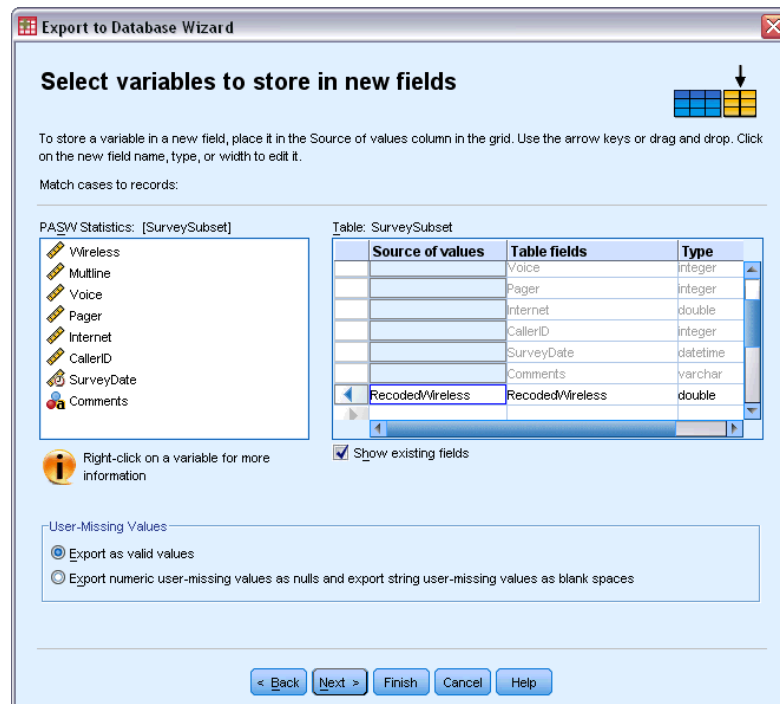 Export to Database Wizard
Select variables to store in new fields
To store a variable in a new field, place it in the Source of values column in the grid. Use the arrow keys or drag and drop. Click
on the new field name, type, or width to edit it.
Match cases to records:
PASW Statistics: [SurveySubset]
Wireless
Multline
Voice
Pager
Internet
CallerID
SurveyDate
Comments
Right-click on a variable for more
information
Table: SurveySubset
Source of values Table fields Type
Voice integer
Pager integer
Internet double
CallerID integer
SurveyDate datetime
Comments varchar
RecodedWireless RecodedWireless double
Show existing fields
User-Missing Values
Export as valid values
Export numeric user-missing values as nulls and export string user-missing values as blank spaces
< Back Next > Finish Cancel Help